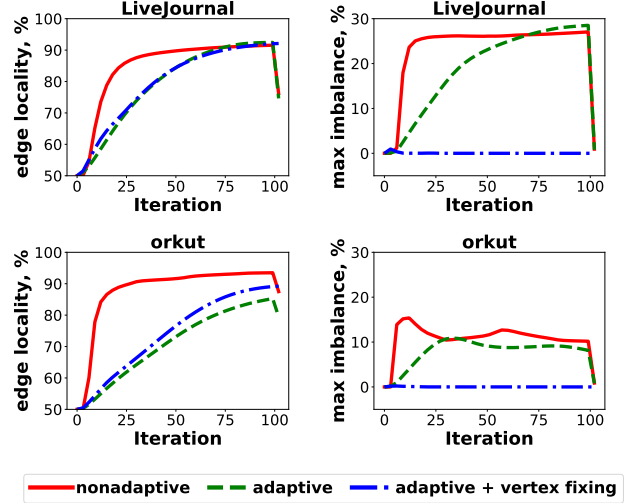 LiveJournal
edge locality, %
100
90
80
70
60
50
0 25 50 75 100
Iteration
LiveJournal
max imbalance, %
30
20
10
0
0 25 50 75 100
Iteration
orkut
edge locality, %
100
90
80
70
60
50
0 25 50 75 100
Iteration
orkut
max imbalance, %
30
20
10
0
0 25 50 75 100
Iteration
nonadaptive adaptive adaptive + vertex fixing